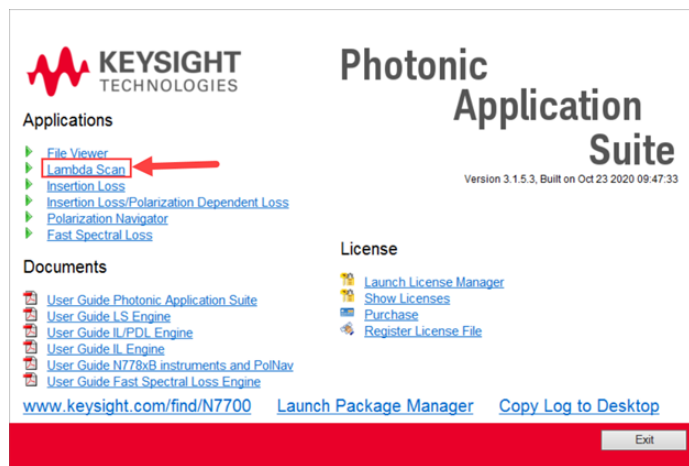 KEYSIGHT
TECHNOLOGIES
Photonic
Application
Suite
Version 3.1.5.3, Built on Oct 23 2020 09:47:33
Applications
File Viewer
Lambda Scan
Insertion Loss
Insertion Loss/Polarization Dependent Loss
Polarization Navigator
Fast Spectral Loss
Documents
User Guide Photonic Application Suite
User Guide LS Engine
User Guide IL/PDL Engine
User Guide IL Engine
User Guide N778xB instruments and PolNav
User Guide Fast Spectral Loss Engine
License
Launch License Manager
Show Licenses
Purchase
Register License File
www.keysight.com/find/N7700
Launch Package Manager
Copy Log to Desktop
Exit